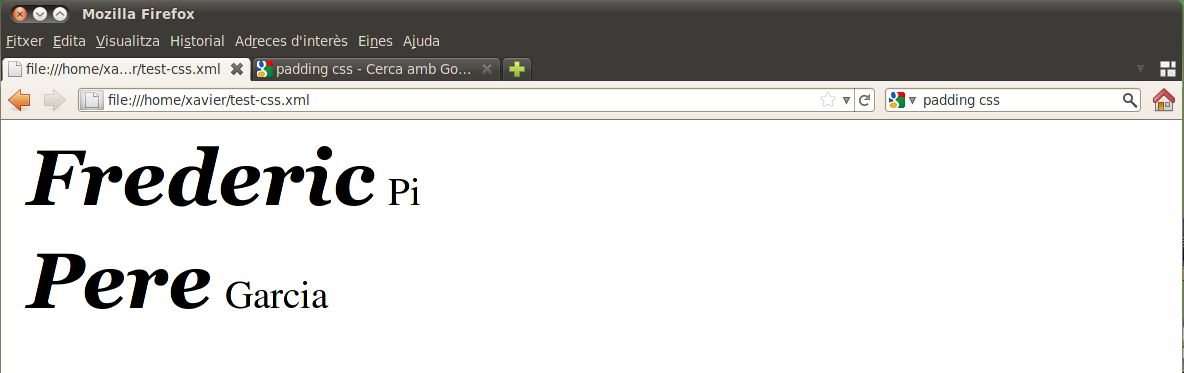 Mozilla Firefox
Fitxer Edita Visualitza Historial Adreces d'interès Eines Ajuda
file:///home/xa...r/test-css.xml padding css - Cerca amb Go...
file:///home/xavier/test-css.xml padding css
Frederic Pi
Pere Garcia